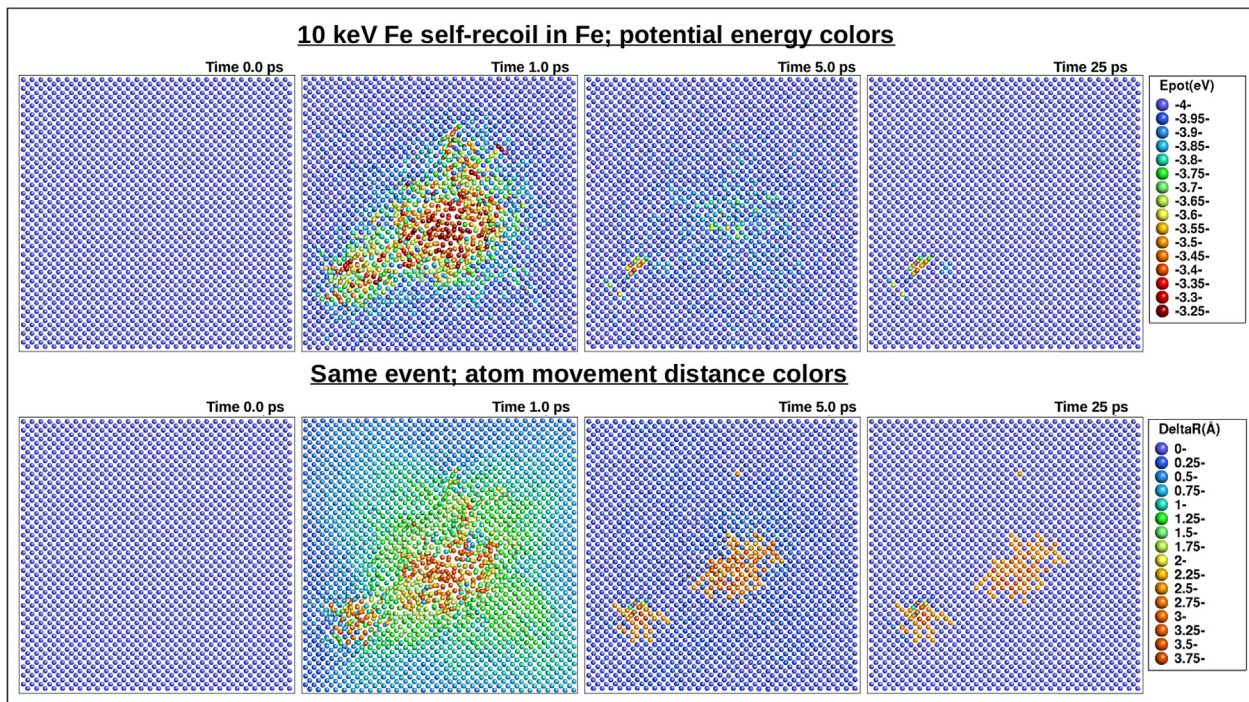 10 keV Fe self-recoil in Fe; potential energy colors
Time 0.0 ps
Time 1.0 ps
Time 5.0 ps
Time 25 ps
Epot(eV)
-4-
-3.95-
-3.9-
-3.85-
-3.8-
-3.75-
-3.7-
-3.65-
-3.6-
-3.55-
-3.5-
-3.45-
-3.4-
-3.35-
-3.3-
-3.25-
Same event; atom movement distance colors
Time 0.0 ps
Time 1.0 ps
Time 5.0 ps
Time 25 ps
DeltaR(Å)
0-
0.25-
0.5-
0.75-
1-
1.25-
1.5-
1.75-
2-
2.25-
2.5-
2.75-
3-
3.25-
3.5-
3.75-